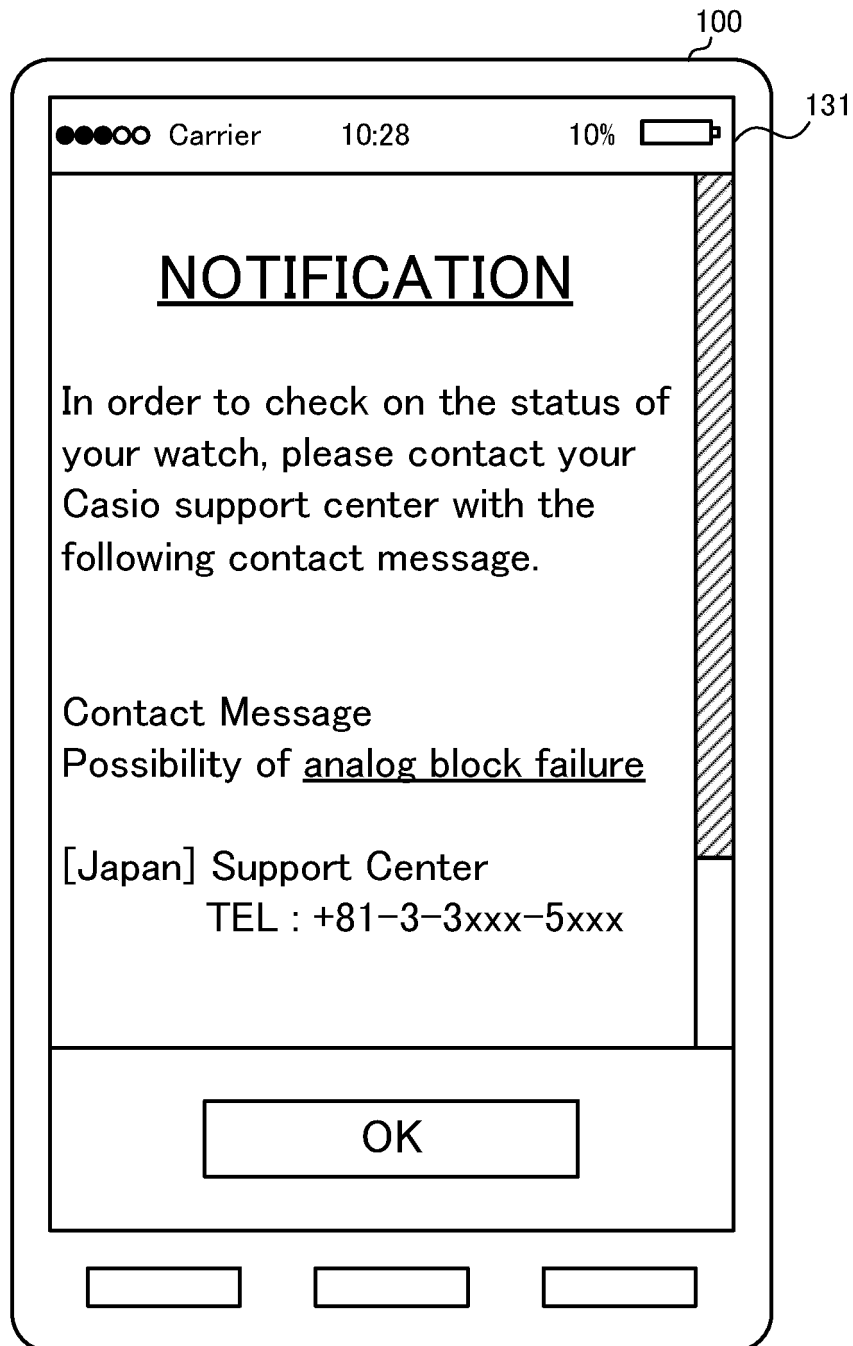 100
131
Carrier 10:28 10%
NOTIFICATION
In order to check on the status of
your watch, please contact your
Casio support center with the
following contact message.
Contact Message
Possibility of analog block failure
[Japan] Support Center
TEL : +81-3-3xxx-5xxx
OK